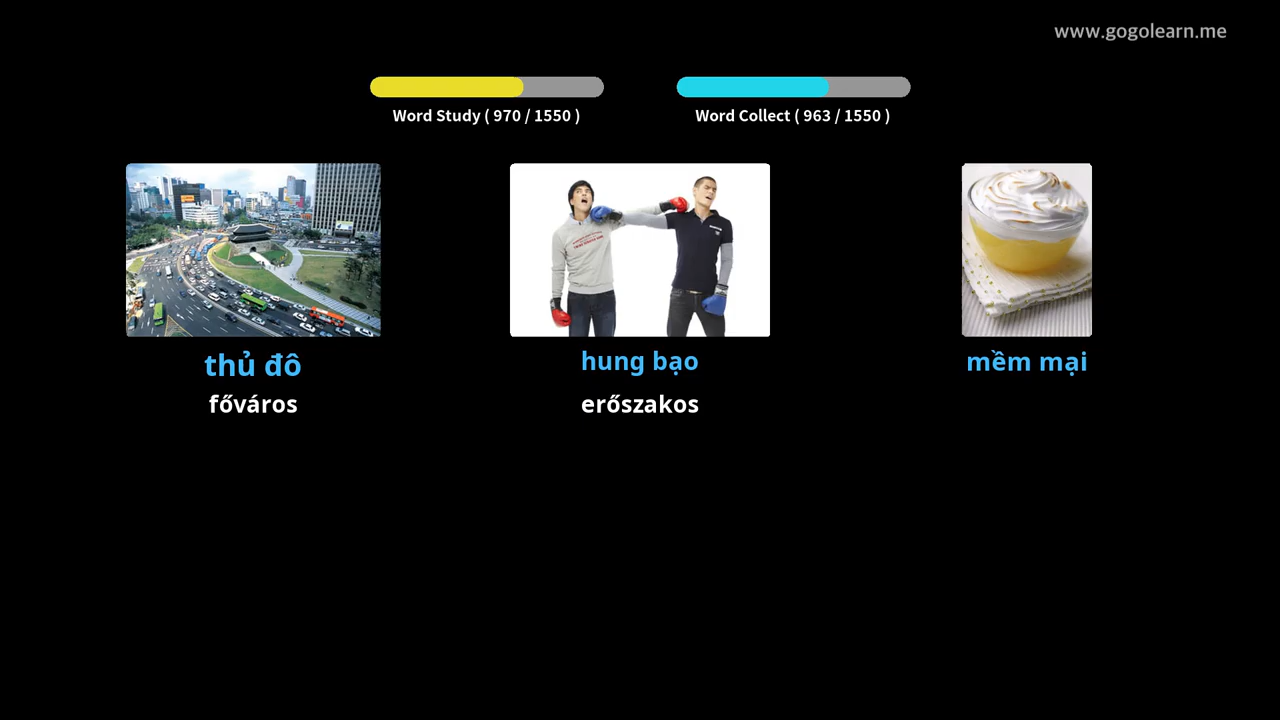 www.gogolearn.me
Word Study ( 970 / 1550 )
Word Collect ( 963 / 1550 )
thủ đô
hung bạo
mềm mại
főváros
erőszakos